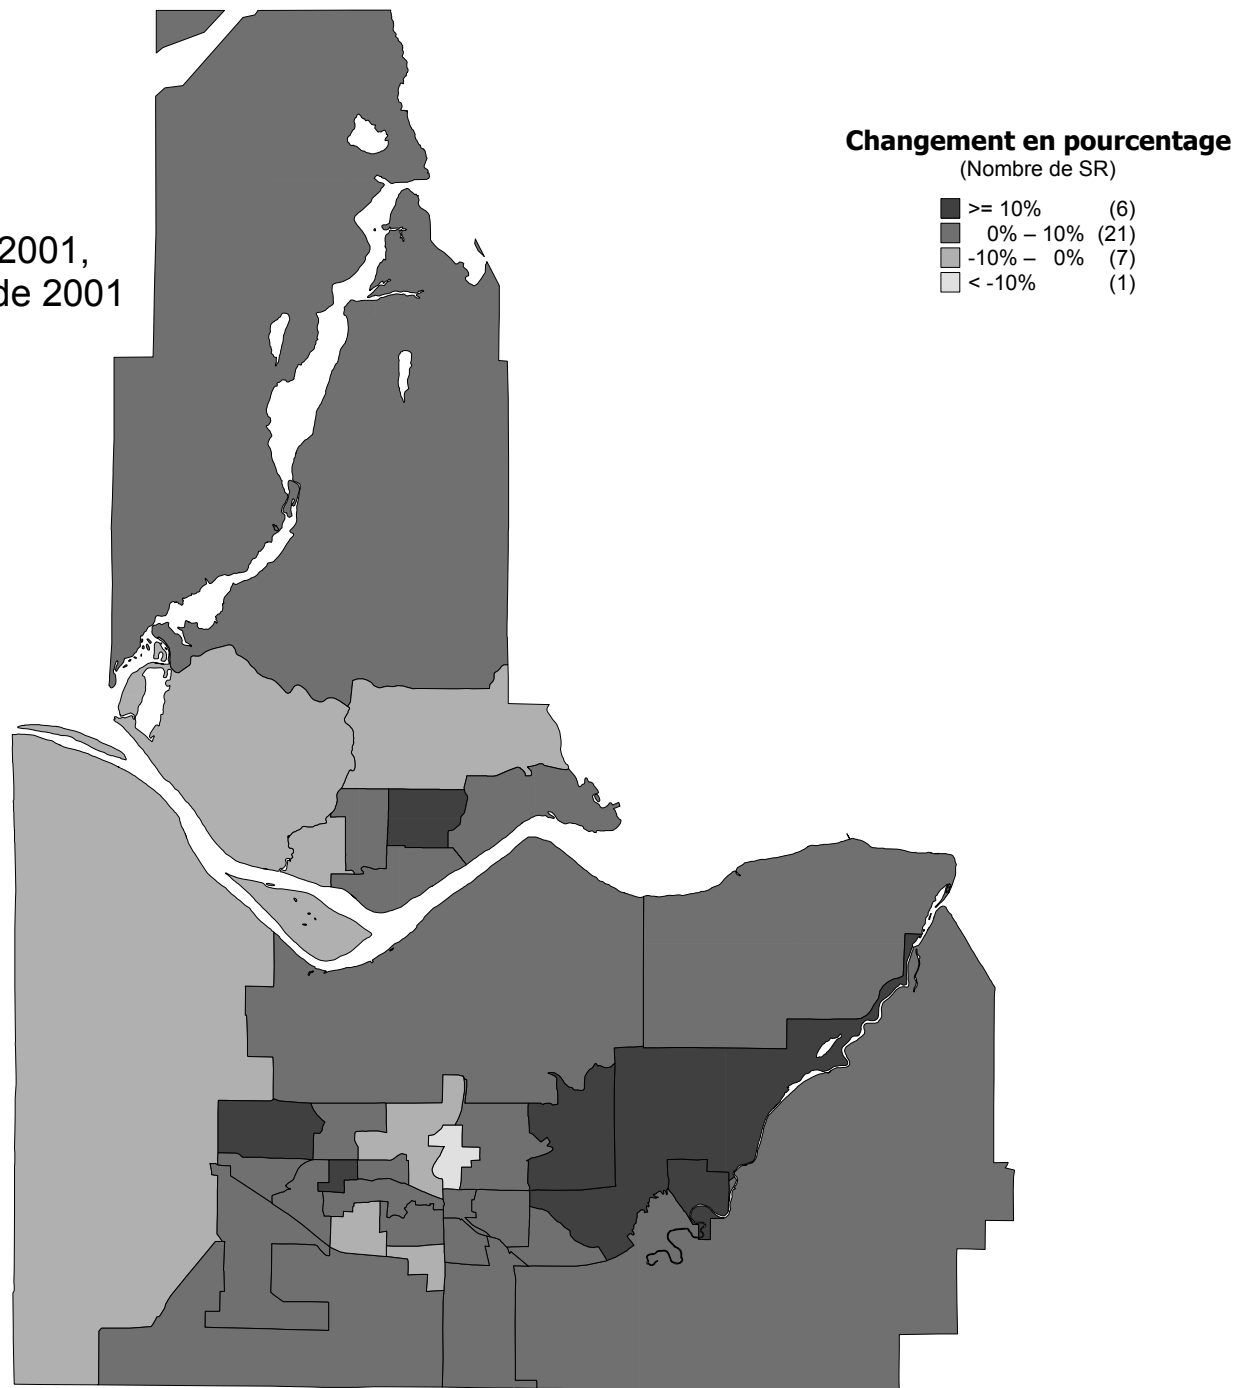 Changement en pourcentage
(Nombre de SR)
>= 10% (6)
0% – 10% (21)
-10% – 0% (7)
< -10% (1)
2001,
de 2001